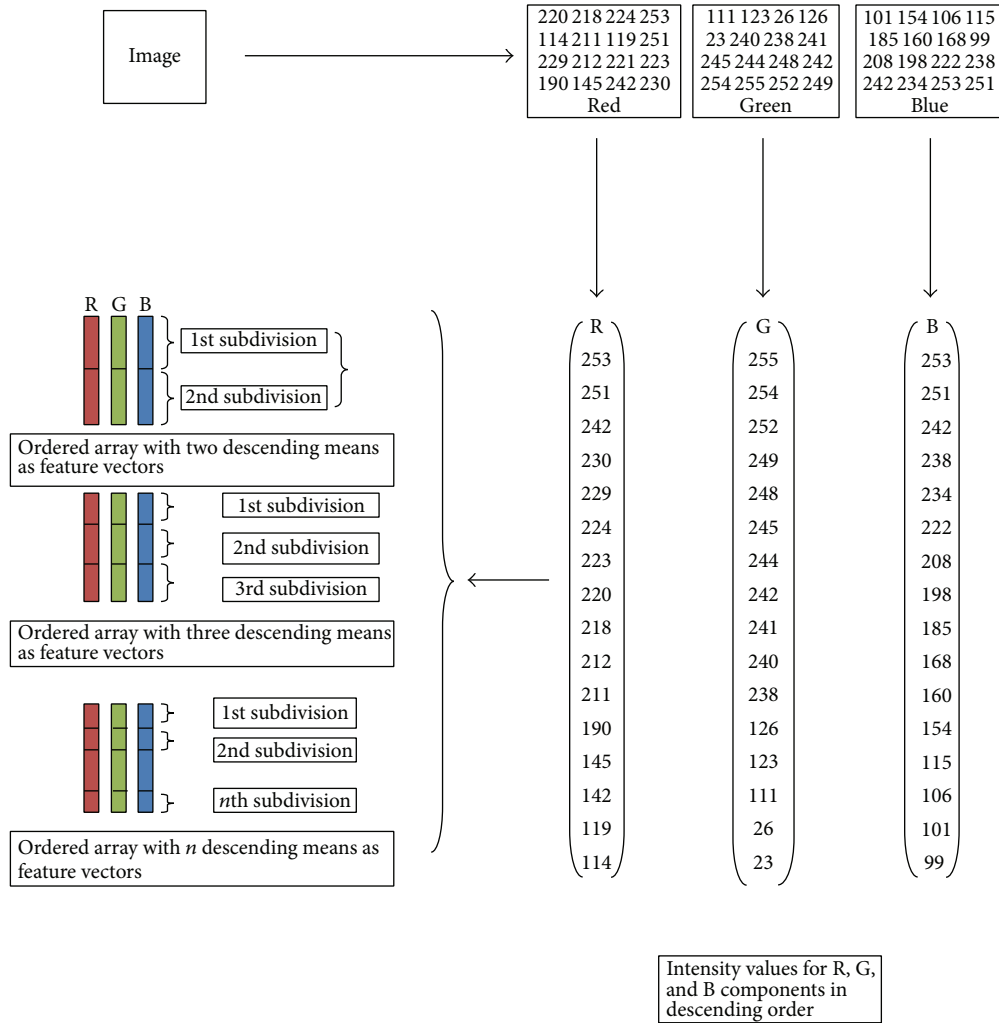 Image
220 218 224 253
114 211 119 251
229 212 221 223
190 145 242 230
Red
111 123 26 126
23 240 238 241
245 244 248 242
254 255 252 249
Green
101 154 106 115
185 160 168 99
208 198 222 238
242 234 253 251
Blue
R G B
1st subdivision
2nd subdivision
Ordered array with two descending means
as feature vectors
1st subdivision
2nd subdivision
3rd subdivision
Ordered array with three descending means
as feature vectors
1st subdivision
2nd subdivision
nth subdivision
Ordered array with n descending means as
feature vectors
R
253
251
242
230
229
224
223
220
218
212
211
190
145
142
119
114
G
255
254
252
249
248
245
244
242
241
240
238
126
123
111
26
23
B
253
251
242
238
234
222
208
198
185
168
160
154
115
106
101
99
Intensity values for R, G,
and B components in
descending order